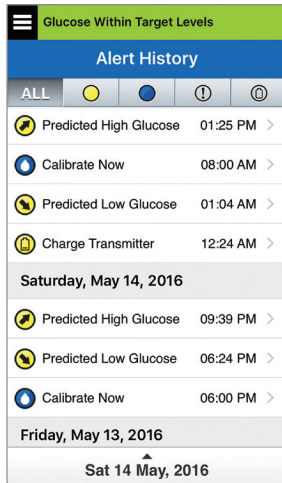 Glucose Within Target Levels
Alert History
ALL
Predicted High Glucose 01:25 PM
Calibrate Now 08:00 AM
Predicted Low Glucose 01:04 AM
Charge Transmitter 12:24 AM
Saturday, May 14, 2016
Predicted High Glucose 09:39 PM
Predicted Low Glucose 06:24 PM
Calibrate Now 06:00 PM
Friday, May 13, 2016
Sat 14 May, 2016